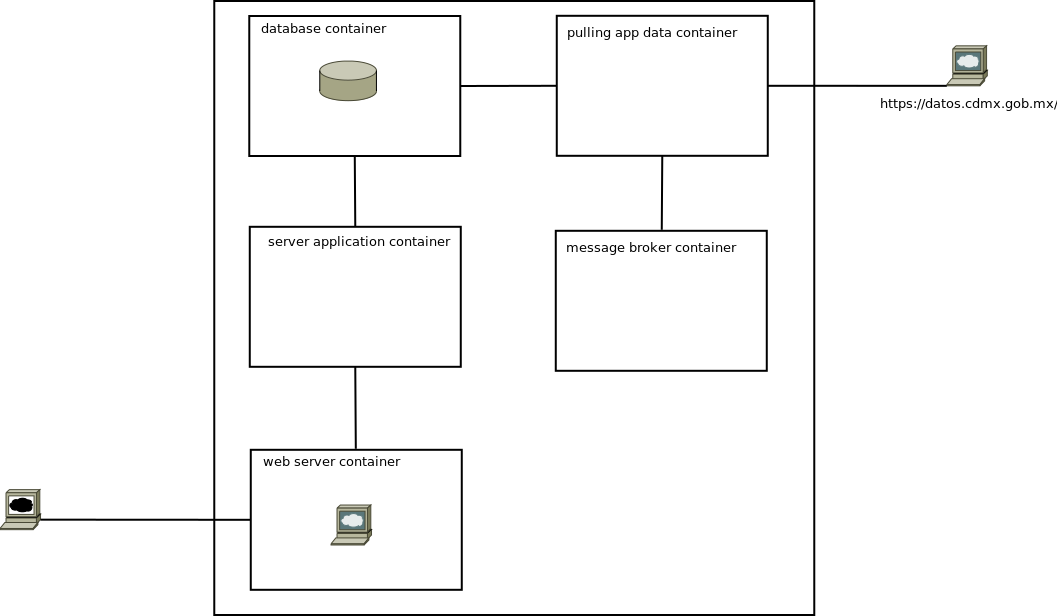 database container
pulling app data container
https://datos.cdmx.gob.mx/
server application container
message broker container
web server container